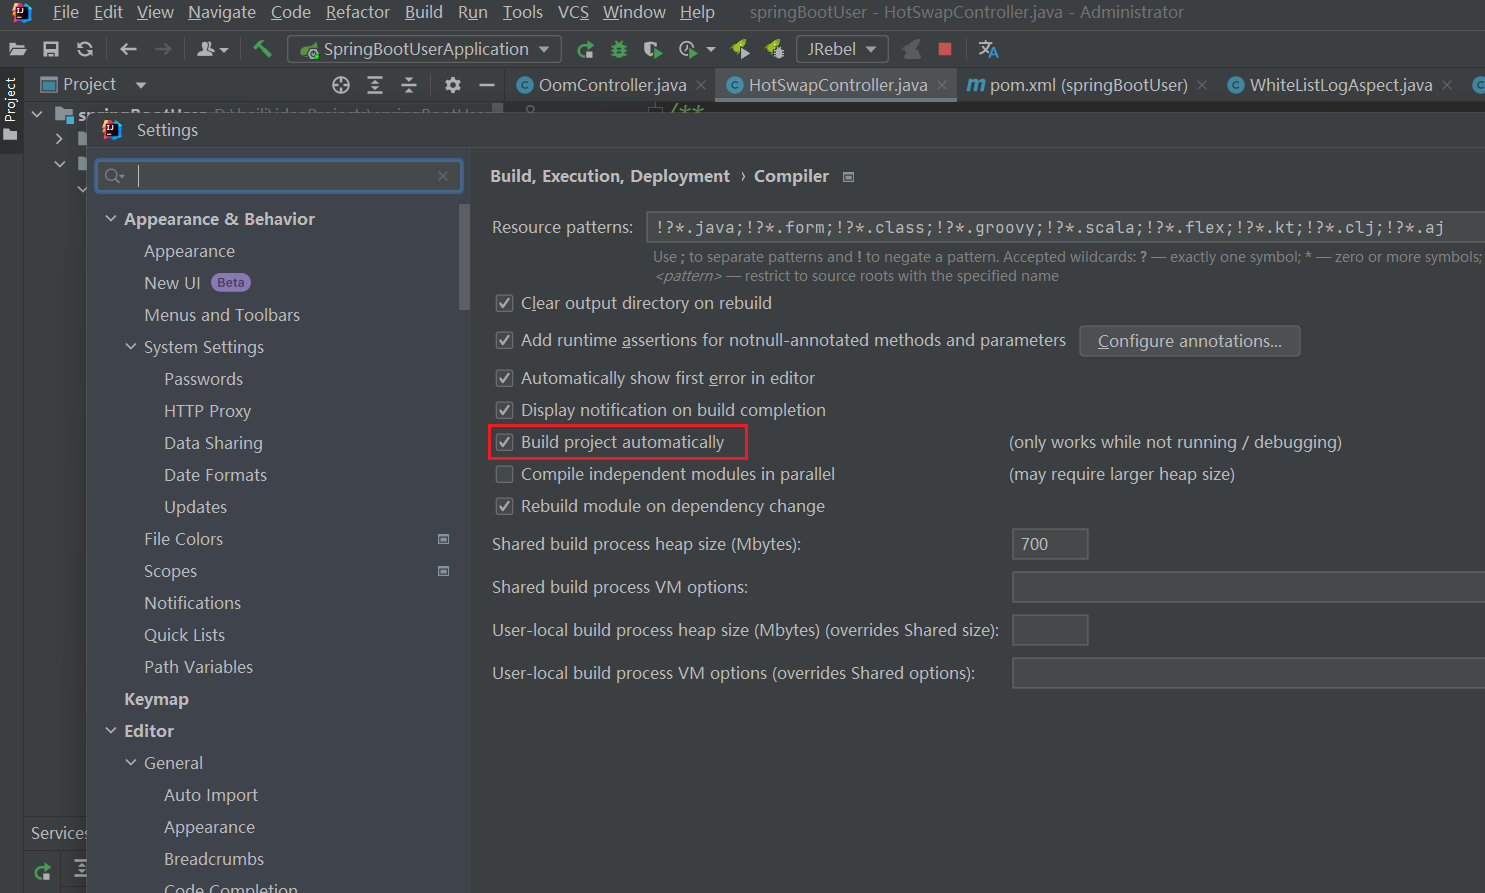 File Edit View Navigate Code Refactor Build Run Tools VCS Window Help springBootUser - HotSwapController.java - Administrator
SpringBootUserApplication JRebel
Project OomController.java HotSwapController.java pom.xml (springBootUser) WhiteListLogAspect.java
Project
/**
Settings
Build, Execution, Deployment › Compiler
Appearance & Behavior
Appearance
New UI Beta
Menus and Toolbars
System Settings
Passwords
HTTP Proxy
Data Sharing
Date Formats
Updates
File Colors
Scopes
Notifications
Quick Lists
Path Variables
Keymap
Editor
General
Auto Import
Appearance
Breadcrumbs
Code Completion
Resource patterns: !?*.java;!?*.form;!?*.class;!?*.groovy;!?*.scala;!?*.flex;!?*.kt;!?*.clj;!?*.aj
Use ; to separate patterns and ! to negate a pattern. Accepted wildcards: ? — exactly one symbol; * — zero or more symbols;
<pattern> — restrict to source roots with the specified name
Clear output directory on rebuild
Add runtime assertions for notnull-annotated methods and parameters Configure annotations...
Automatically show first error in editor
Display notification on build completion
Build project automatically (only works while not running / debugging)
Compile independent modules in parallel (may require larger heap size)
Rebuild module on dependency change
Shared build process heap size (Mbytes): 700
Shared build process VM options:
User-local build process heap size (Mbytes) (overrides Shared size):
User-local build process VM options (overrides Shared options):
Services